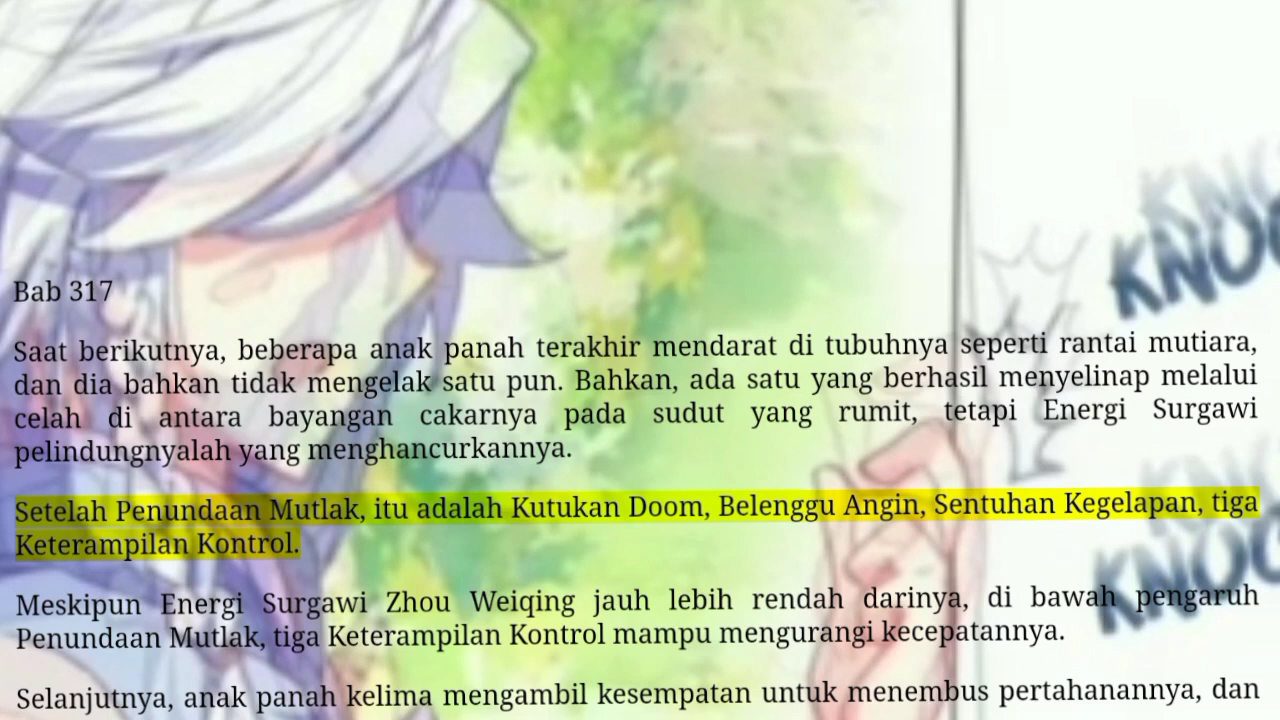 KNOCK
Bab 317
Saat berikutnya, beberapa anak panah terakhir mendarat di tubuhnya seperti rantai mutiara,
dan dia bahkan tidak mengelak satu pun. Bahkan, ada satu yang berhasil menyelinap melalui
celah di antara bayangan cakarnya pada sudut yang rumit, tetapi Energi Surgawi
pelindungnyalah yang menghancurkannya.
Setelah Penundaan Mutlak, itu adalah Kutukan Doom, Belenggu Angin, Sentuhan Kegelapan, tiga
Keterampilan Kontrol.
Meskipun Energi Surgawi Zhou Weiqing jauh lebih rendah darinya, di bawah pengaruh
Penundaan Mutlak, tiga Keterampilan Kontrol mampu mengurangi kecepatannya.
Selanjutnya, anak panah kelima mengambil kesempatan untuk menembus pertahanannya, dan